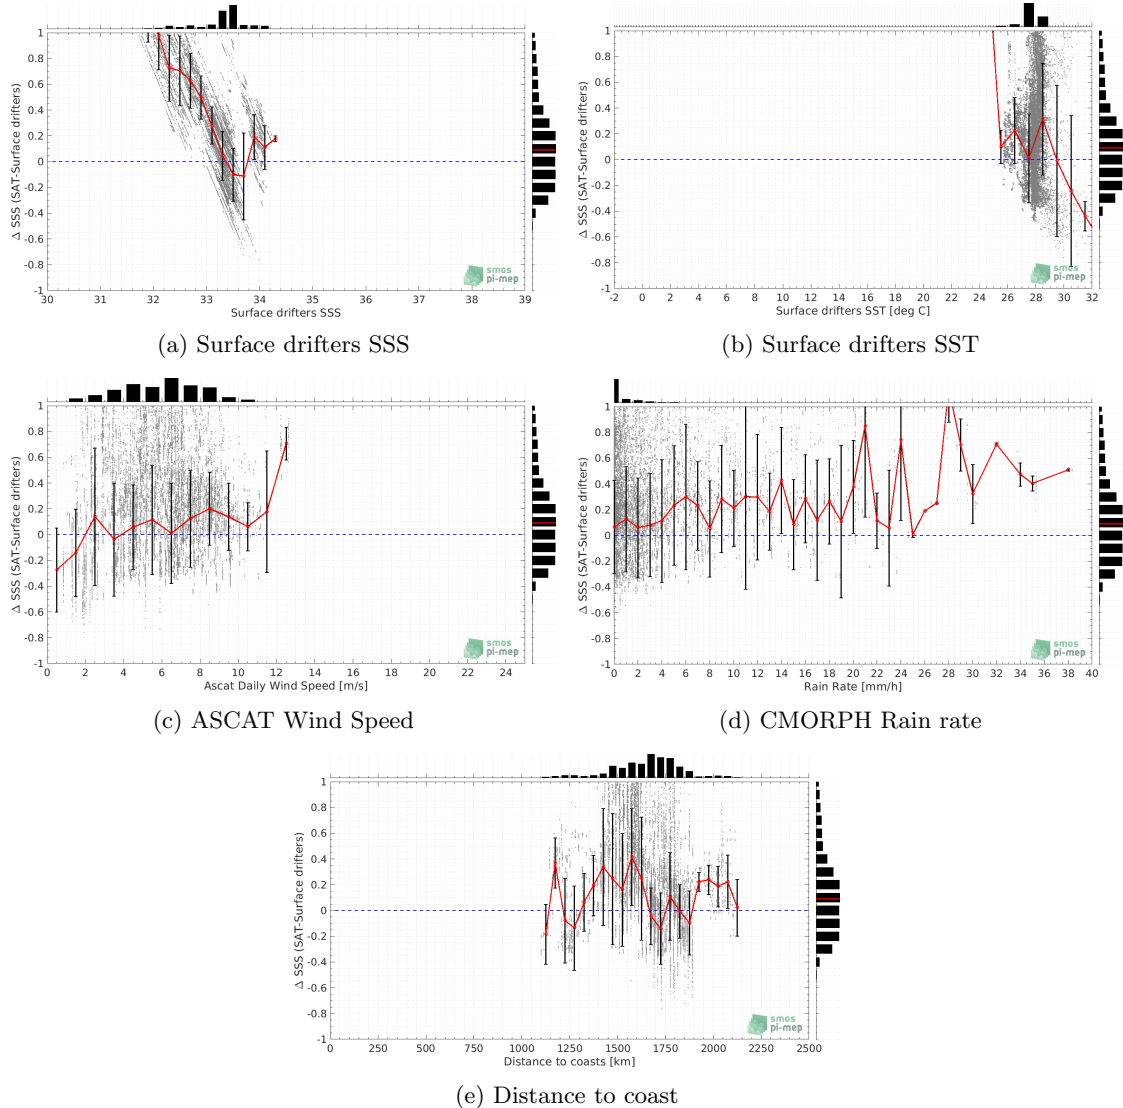 1
0.8
0.6
0.4
0.2
0
-0.2
-0.4
-0.6
-0.8
-1
Δ SSS (SAT-Surface drifters)
30 31 32 33 34 35 36 37 38 39
Surface drifters SSS
smos
pi-mep
(a) Surface drifters SSS
1
0.8
0.6
0.4
0.2
0
-0.2
-0.4
-0.6
-0.8
-1
Δ SSS (SAT-Surface drifters)
-2 0 2 4 6 8 10 12 14 16 18 20 22 24 26 28 30 32
Surface drifters SST [deg C]
smos
pi-mep
(b) Surface drifters SST
1
0.8
0.6
0.4
0.2
0
-0.2
-0.4
-0.6
-0.8
-1
Δ SSS (SAT-Surface drifters)
0 2 4 6 8 10 12 14 16 18 20 22 24
Ascat Daily Wind Speed [m/s]
smos
pi-mep
(c) ASCAT Wind Speed
1
0.8
0.6
0.4
0.2
0
-0.2
-0.4
-0.6
-0.8
-1
Δ SSS (SAT-Surface drifters)
0 2 4 6 8 10 12 14 16 18 20 22 24 26 28 30 32 34 36 38 40
Rain Rate [mm/h]
smos
pi-mep
(d) CMORPH Rain rate
1
0.8
0.6
0.4
0.2
0
-0.2
-0.4
-0.6
-0.8
-1
Δ SSS (SAT-Surface drifters)
0 250 500 750 1000 1250 1500 1750 2000 2250 2500
Distance to coasts [km]
smos
pi-mep
(e) Distance to coast